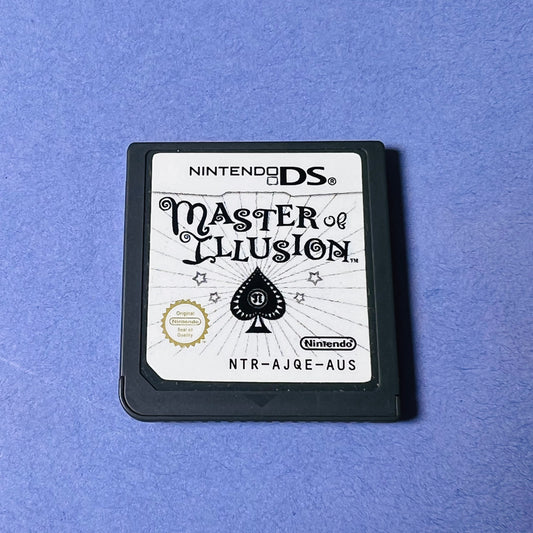 NINTENDO DS®
MASTER of
ILLUSION™
Original
Nintendo
Seal of
Quality
Nintendo®
NTR-AJQE-AUS